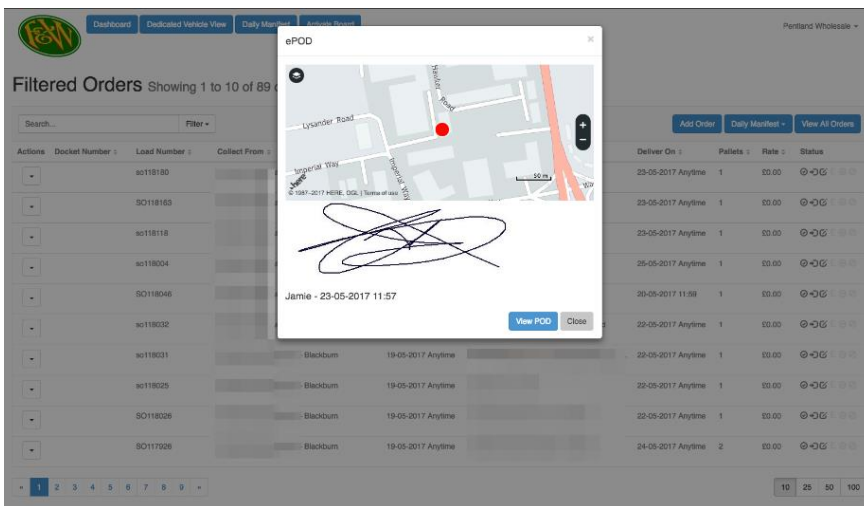 F&W
Dashboard Dedicated Vehicle View Daily Manifest Activate Board
Pentland Wholesale
ePOD ×
Filtered Orders Showing 1 to 10 of 89
Hawker Road
Lysander Road
Imperial Way
Imperial Way
+
−
50 m
here
© 1987-2017 HERE, DGL | Terms of use
Search... Filter
Add Order Daily Manifest View All Orders
Actions Docket Number Load Number Collect From Deliver On Pallets Rate Status
so118180 23-05-2017 Anytime 1 £0.00
SO118163 23-05-2017 Anytime 1 £0.00
so118118 23-05-2017 Anytime 1 £0.00
so118004 25-05-2017 Anytime 1 £0.00
SO118046 20-05-2017 11:59 1 £0.00
Jamie - 23-05-2017 11:57
View POD Close
so118032 22-05-2017 Anytime 1 £0.00
so118031 - Blackburn 19-05-2017 Anytime 22-05-2017 Anytime 1 £0.00
so118025 - Blackburn 19-05-2017 Anytime 22-05-2017 Anytime 1 £0.00
SO118026 - Blackburn 19-05-2017 Anytime 22-05-2017 Anytime 1 £0.00
SO117926 - Blackburn 19-05-2017 Anytime 24-05-2017 Anytime 2 £0.00
« 1 2 3 4 5 6 7 8 9 »
10 25 50 100